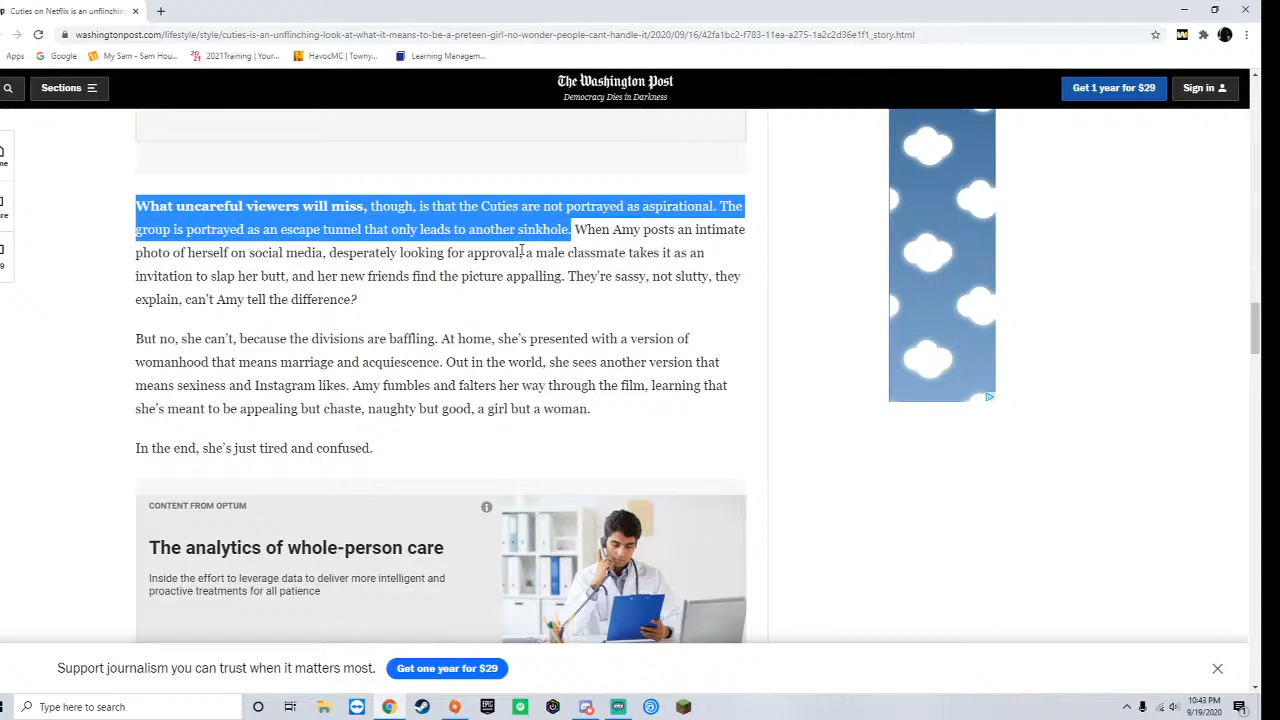 Cuties on Netflix is an unflinching
washingtonpost.com/lifestyle/style/cuties-is-an-unflinching-look-at-what-it-means-to-be-a-preteen-girl-no-wonder-people-cant-handle-it/2020/09/16/42fa1bc2-f783-11ea-a275-1a2c2d36e1f1_story.html
Apps Google My Sam - Sam Hou... 2021Training | Your... HavocMC | Towny... Learning Managem...
Sections
The Washington Post
Democracy Dies in Darkness
Get 1 year for $29
Sign in
What uncareful viewers will miss, though, is that the Cuties are not portrayed as aspirational. The
group is portrayed as an escape tunnel that only leads to another sinkhole. When Amy posts an intimate
photo of herself on social media, desperately looking for approval, a male classmate takes it as an
invitation to slap her butt, and her new friends find the picture appalling. They're sassy, not slutty, they
explain, can't Amy tell the difference?
But no, she can't, because the divisions are baffling. At home, she's presented with a version of
womanhood that means marriage and acquiescence. Out in the world, she sees another version that
means sexiness and Instagram likes. Amy fumbles and falters her way through the film, learning that
she's meant to be appealing but chaste, naughty but good, a girl but a woman.
In the end, she's just tired and confused.
CONTENT FROM OPTUM
The analytics of whole-person care
Inside the effort to leverage data to deliver more intelligent and
proactive treatments for all patience
Support journalism you can trust when it matters most.
Get one year for $29
Type here to search
10:43 PM
9/19/2020